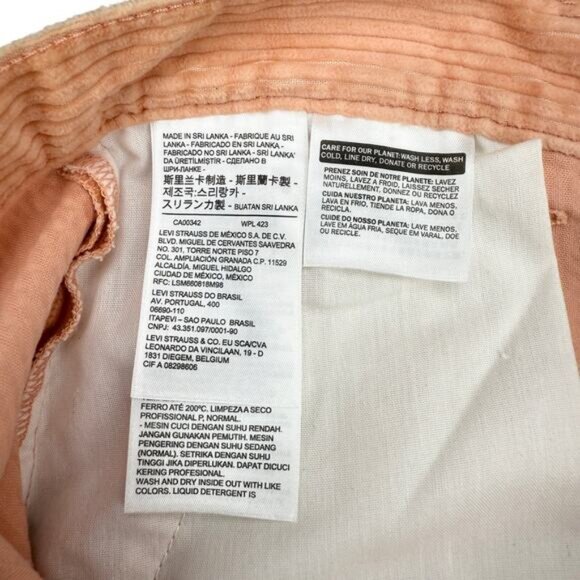 MADE IN SRI LANKA - FABRIQUE AU SRI
LANKA - FABRICADO EN SRI LANKA -
FABRICADO NO SRI LANKA - SRI LANKA'
DA ÜRETİLMİŞTİR - СДЕЛАНО В
ШРИ-ЛАНКЕ -
斯里兰卡制造 - 斯里蘭卡製 -
제조국:스리랑카 -
スリランカ製 - BUATAN SRI LANKA
CA00342 WPL 423
LEVI STRAUSS DE MÉXICO S.A. DE C.V.
BLVD. MIGUEL DE CERVANTES SAAVEDRA
NO. 301, TORRE NORTE PISO 7
COL. AMPLIACIÓN GRANADA C.P. 11529
ALCALDÍA. MIGUEL HIDALGO
CIUDAD DE MÉXICO, MÉXICO
RFC: LSM660818M98
LEVI STRAUSS DO BRASIL
AV. PORTUGAL, 400
06690-110
ITAPEVI – SAO PAULO BRASIL
CNPJ: 43.351.097/0001-90
LEVI STRAUSS & CO. EU SCA/CVA
LEONARDO DA VINCILAAN, 19 - D
1831 DIEGEM, BELGIUM
CIF A 08298606
FERRO ATÉ 200ºC. LIMPEZA A SECO
PROFISSIONAL P, NORMAL.
- MESIN CUCI DENGAN SUHU RENDAH.
JANGAN GUNAKAN PEMUTIH. MESIN
PENGERING DENGAN SUHU SEDANG
(NORMAL). SETRIKA DENGAN SUHU
TINGGI JIKA DIPERLUKAN. DAPAT DICUCI
KERING PROFESIONAL.
WASH AND DRY INSIDE OUT WITH LIKE
COLORS. LIQUID DETERGENT IS
CARE FOR OUR PLANET: WASH LESS, WASH
COLD, LINE DRY, DONATE OR RECYCLE
PRENEZ SOIN DE NOTRE PLANETE: LAVEZ
MOINS, LAVEZ A FROID, LAISSEZ SECHER
NATURELLEMENT. DONNEZ OU RECYCLEZ
CUIDA NUESTRO PLANETA: LAVA MENOS.
LAVA EN FRIO. TIENDE LA ROPA, DONA O
RECICLA
CUIDE DO NOSSO PLANETA: LAVE MENOS.
LAVE EM ÁGUA FRIA, SEQUE EM VARAL. DOE
OU RECICLE.